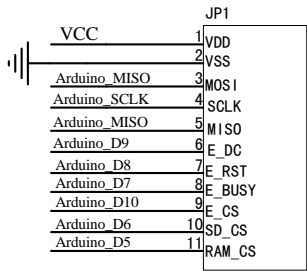 JP1
VCC 1 VDD
2 VSS
Arduino_MISO 3 MOSI
Arduino_SCLK 4 SCLK
Arduino_MISO 5 MISO
Arduino_D9 6 E_DC
Arduino_D8 7 E_RST
Arduino_D7 8 E_BUSY
Arduino_D10 9 E_CS
Arduino_D6 10 SD_CS
Arduino_D5 11 RAM_CS